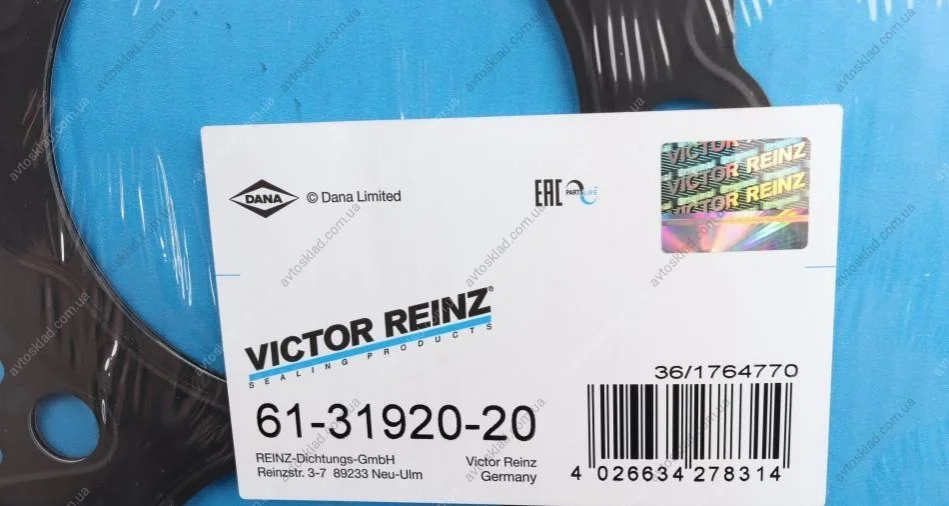 DANA
© Dana Limited
EAC
PARTSLIFE
VICTOR REINZ
VICTOR REINZ
VICTOR REINZ
VICTOR REINZ®
SEALING PRODUCTS
36/1764770
61-31920-20
REINZ-Dichtungs-GmbH
Reinzstr. 3-7 89233 Neu-Ulm
Victor Reinz
Germany
4 026634 278314
avtosklad.com.ua